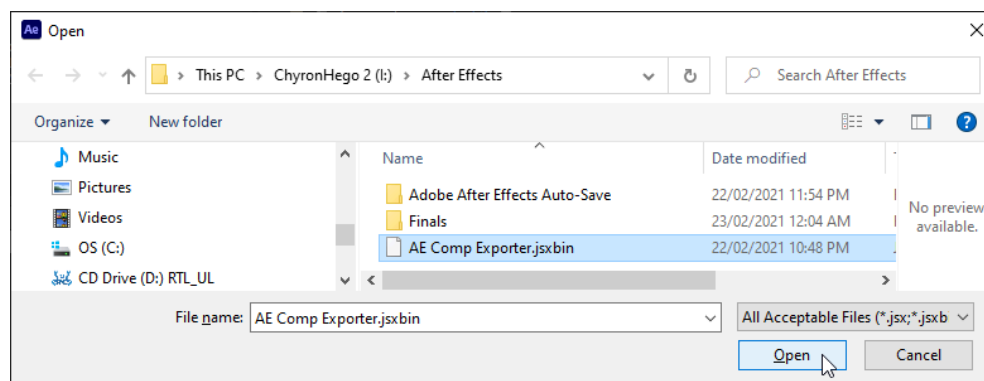 Ae Open
This PC > ChyronHego 2 (I:) > After Effects
Search After Effects
Organize
New folder
?
Music
Pictures
Videos
OS (C:)
CD Drive (D:) RTL_UL
Name
Date modified
Adobe After Effects Auto-Save
22/02/2021 11:54 PM
Finals
23/02/2021 12:04 AM
AE Comp Exporter.jsxbin
22/02/2021 10:48 PM
No preview
available.
File name:
AE Comp Exporter.jsxbin
All Acceptable Files (*.jsx;*.jsxb
Open
Cancel